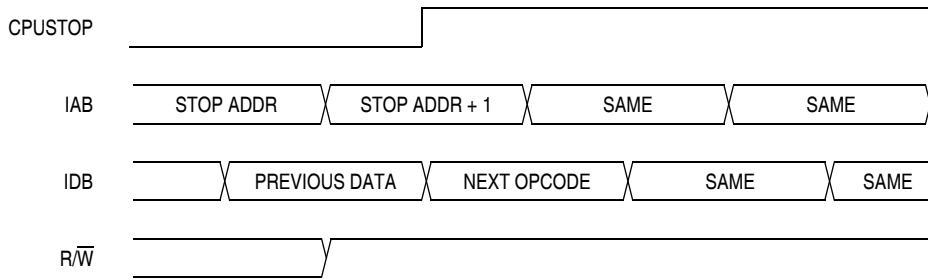 CPUSTOP
IAB STOP ADDR STOP ADDR + 1 SAME SAME
IDB PREVIOUS DATA NEXT OPCODE SAME SAME
R/W̅